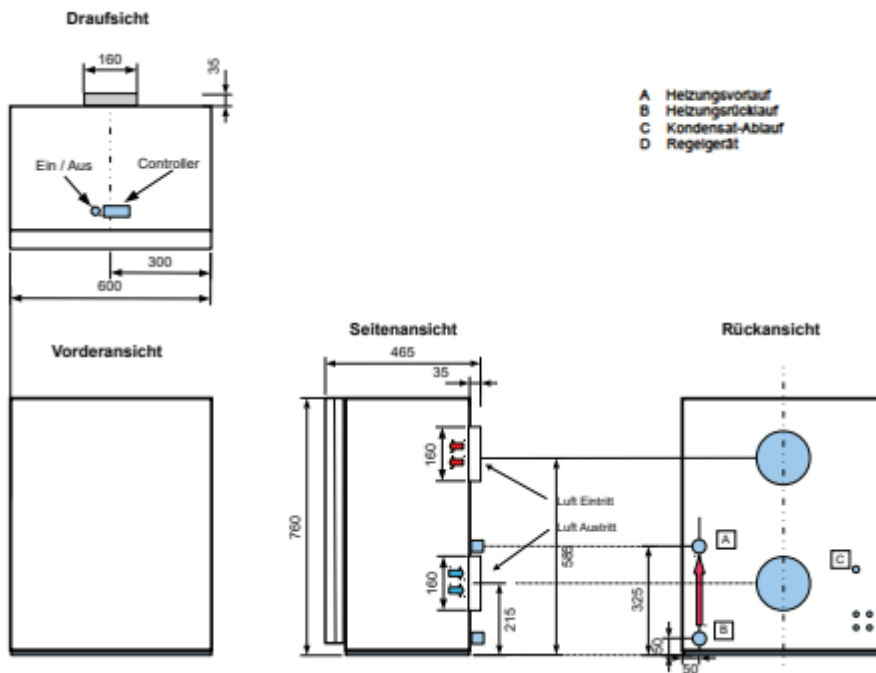 Draufsicht
160
35
A Heizungsvorlauf
B Heizungsrücklauf
C Kondensat-Ablauf
D Regelgerät
Ein / Aus
Controller
300
600
Vorderansicht
Seitenansicht
Rückansicht
465
35
760
160
Luft Eintritt
Luft Austritt
585
A
160
C
325
215
B
50
50